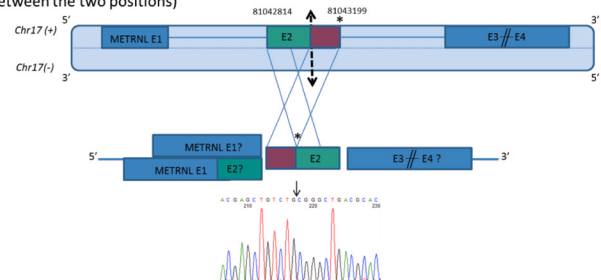 between the two positions)
81042814 81043199
5' * 5'
Chr17 (+) METRNL E1 E2 E3 E4
Chr17(-)
3' 3'
*
METRNL E1?
5' METRNL E1 E2? E2 E3 E4 ? 3'
A C G A G C T G T C T G C G G G C T G A C G C A C
210 220 230